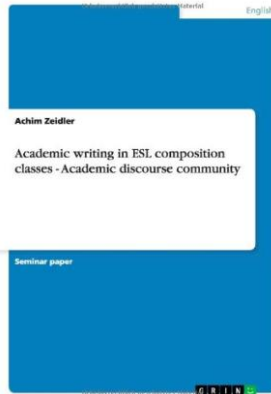 English
Achim Zeidler
Academic writing in ESL composition
classes - Academic discourse community
Seminar paper
GRIN